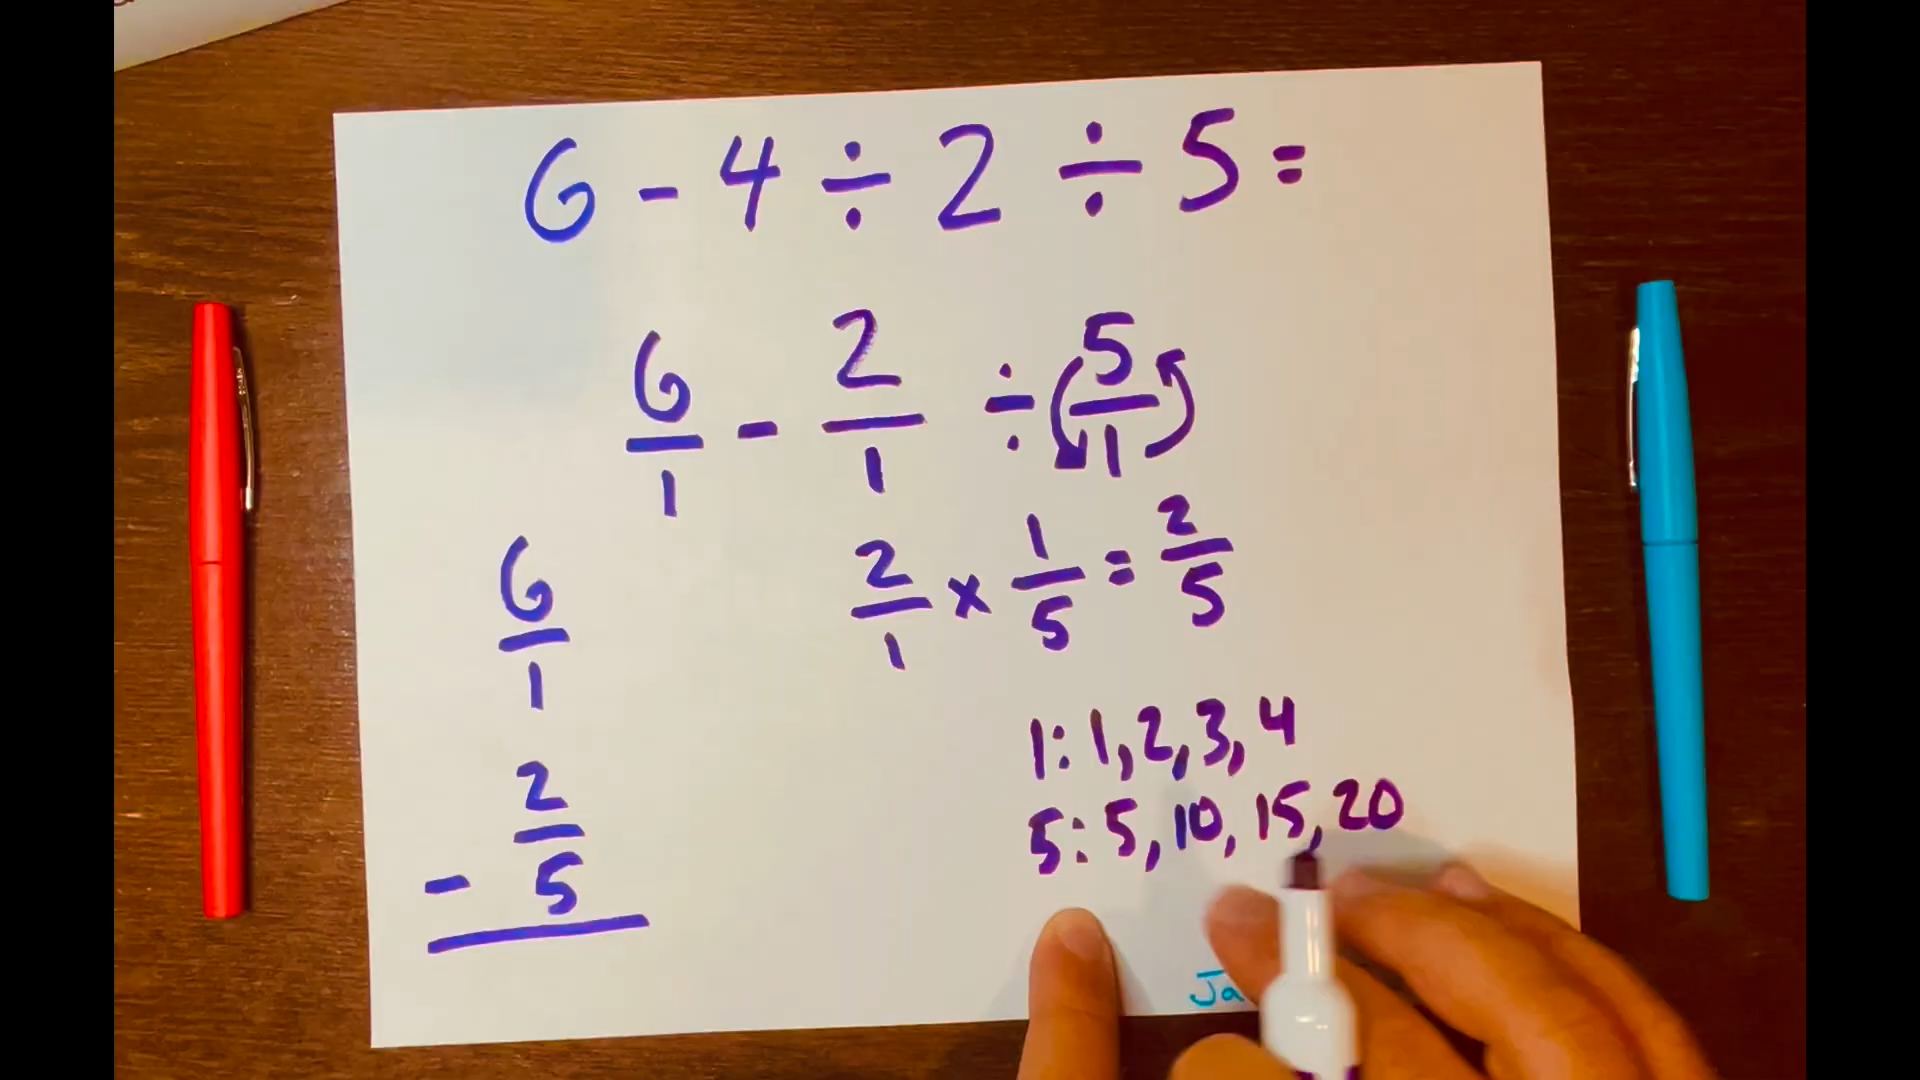 6 - 4 ÷ 2 ÷ 5 =
6/1 - 2/1 ÷ 5/1
2/1 × 1/5 = 2/5
6/1
- 2/5
1: 1, 2, 3, 4
5: 5, 10, 15, 20
Ja